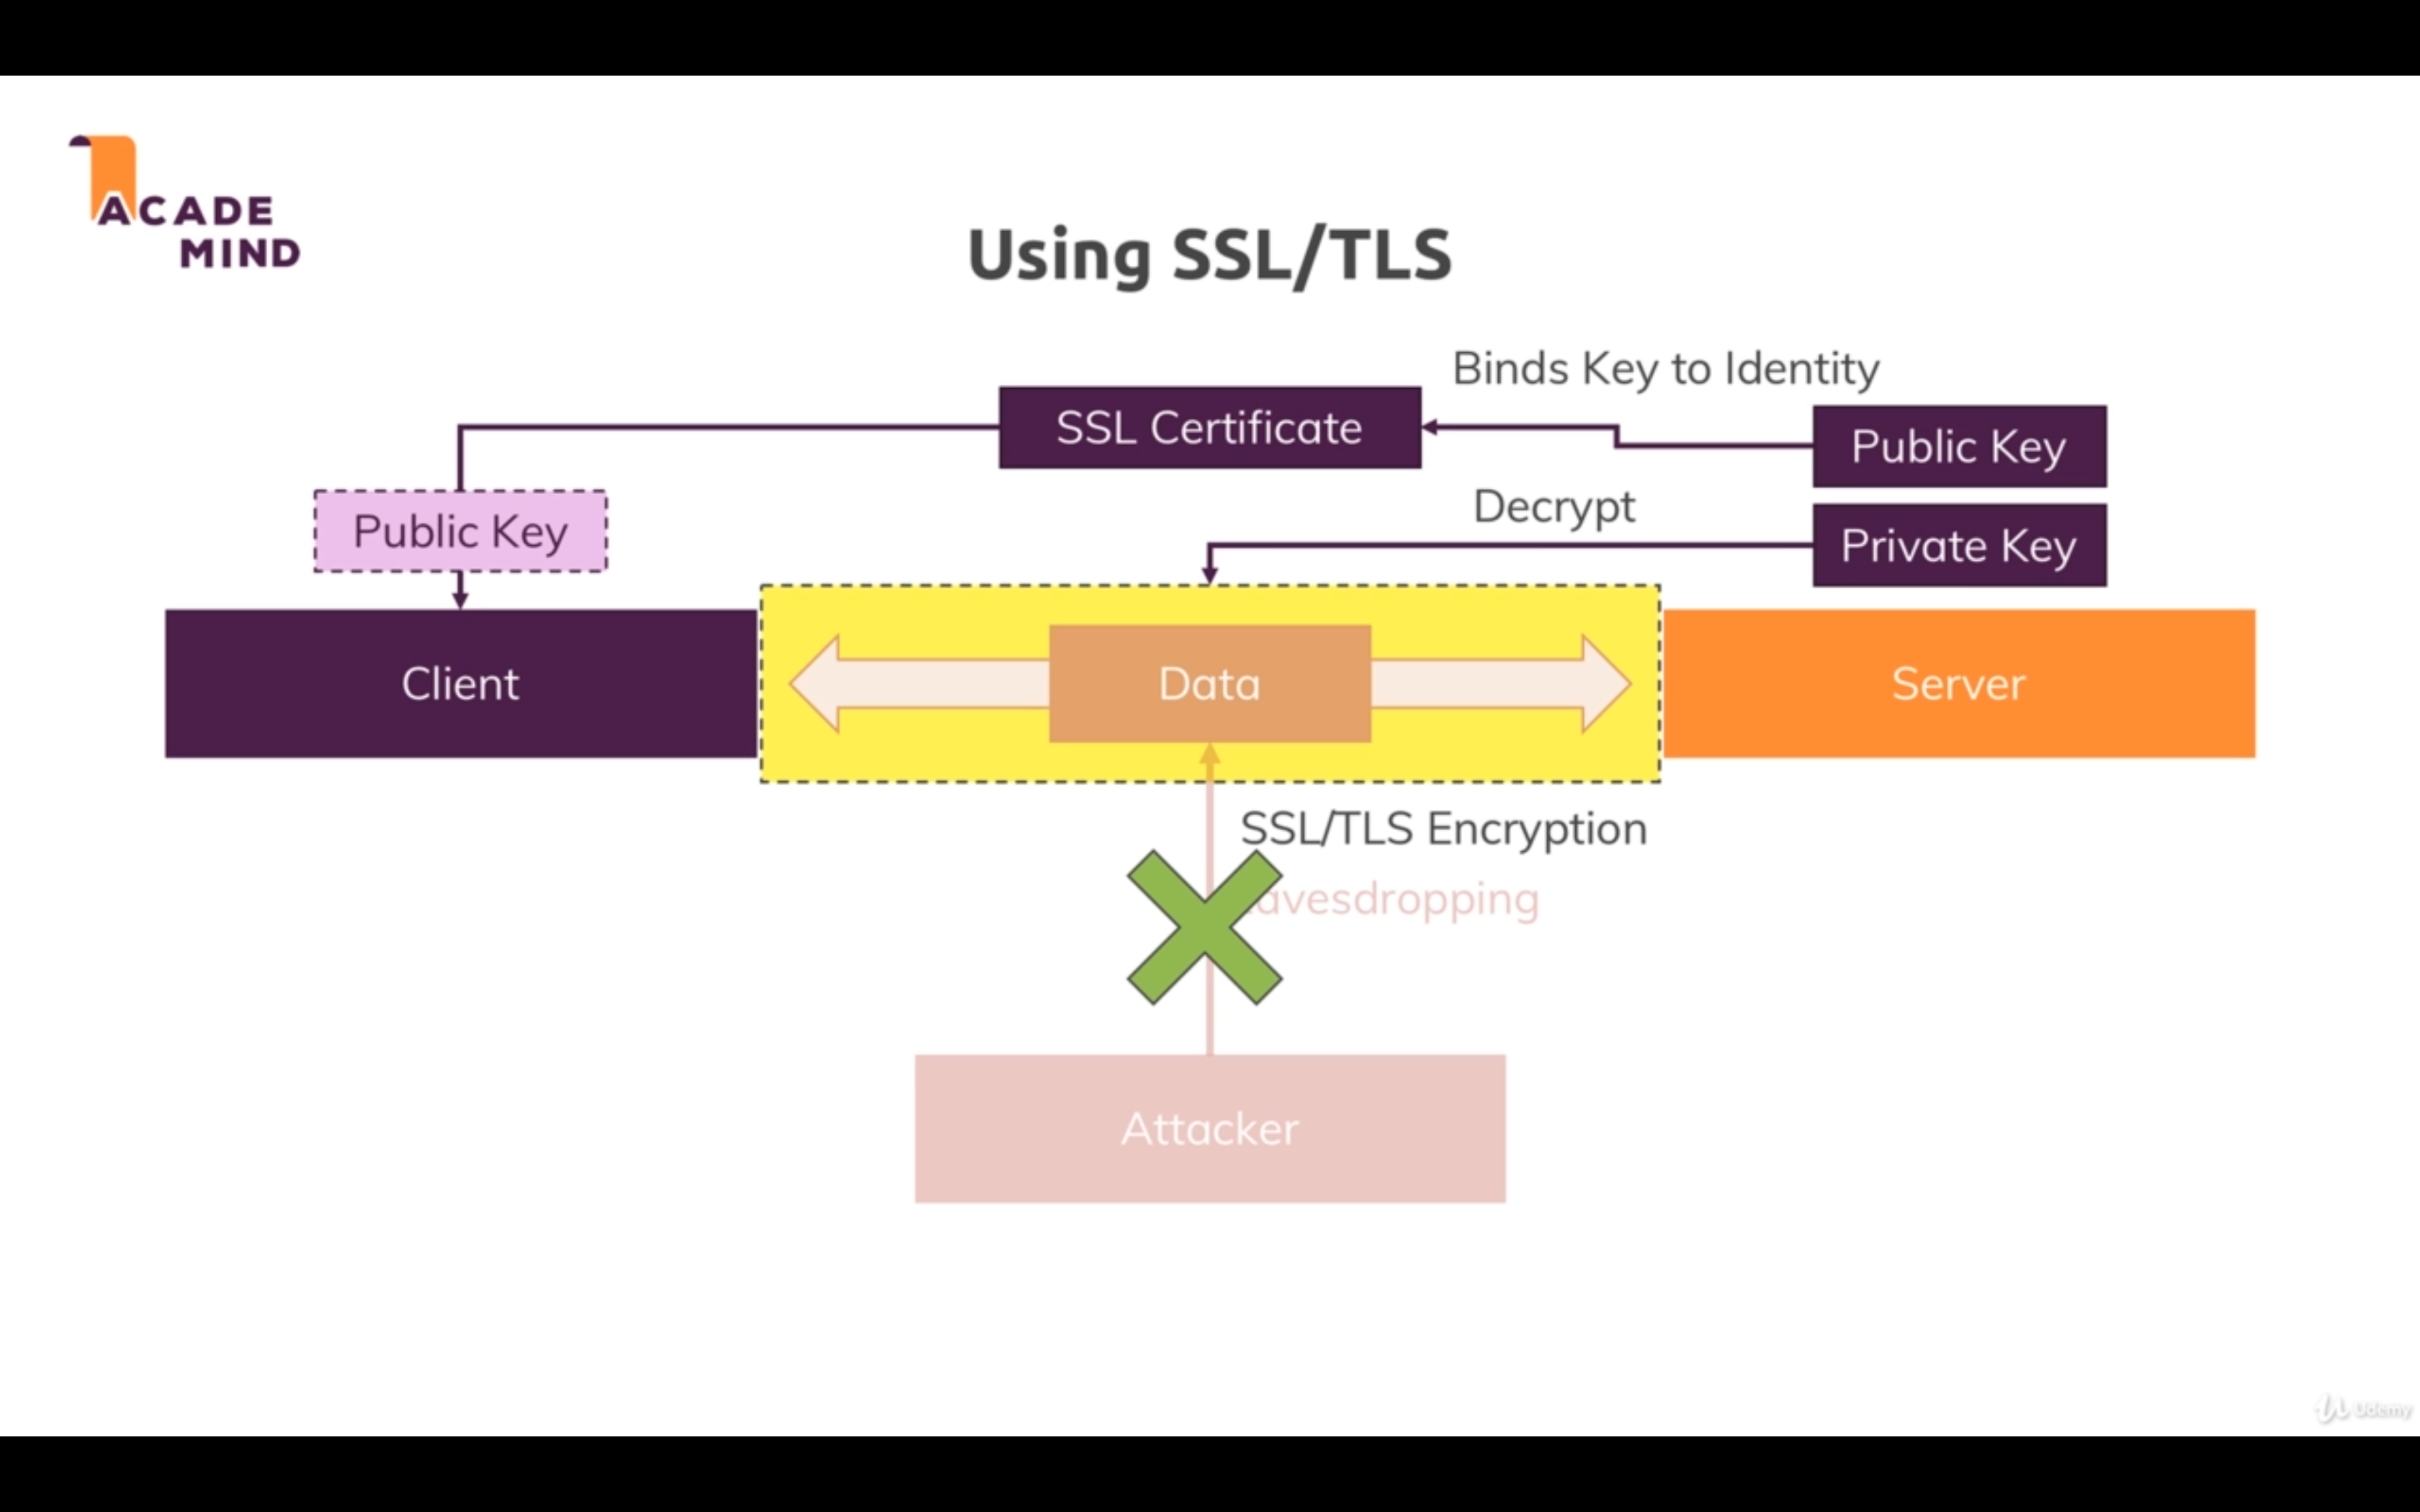 ACADE
MIND
Using SSL/TLS
Binds Key to Identity
SSL Certificate
Public Key
Decrypt
Public Key
Private Key
Client
Data
Server
SSL/TLS Encryption
avesdropping
Attacker
Udemy